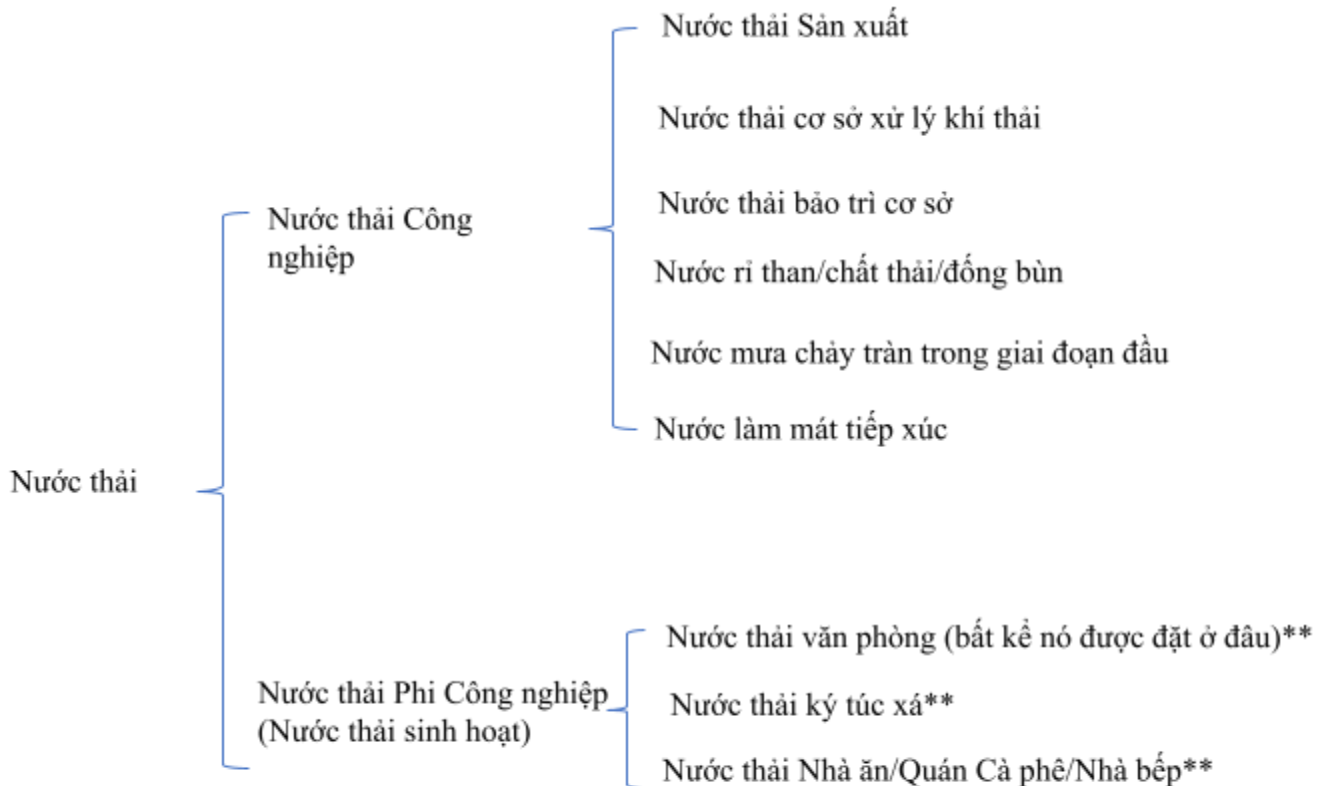 Nước thải Sản xuất
Nước thải cơ sở xử lý khí thải
Nước thải bảo trì cơ sở
Nước thải Công
nghiệp
Nước rỉ than/chất thải/đống bùn
Nước mưa chảy tràn trong giai đoạn đầu
Nước làm mát tiếp xúc
Nước thải
Nước thải văn phòng (bất kể nó được đặt ở đâu)**
Nước thải Phi Công nghiệp
(Nước thải sinh hoạt)
Nước thải ký túc xá**
Nước thải Nhà ăn/Quán Cà phê/Nhà bếp**